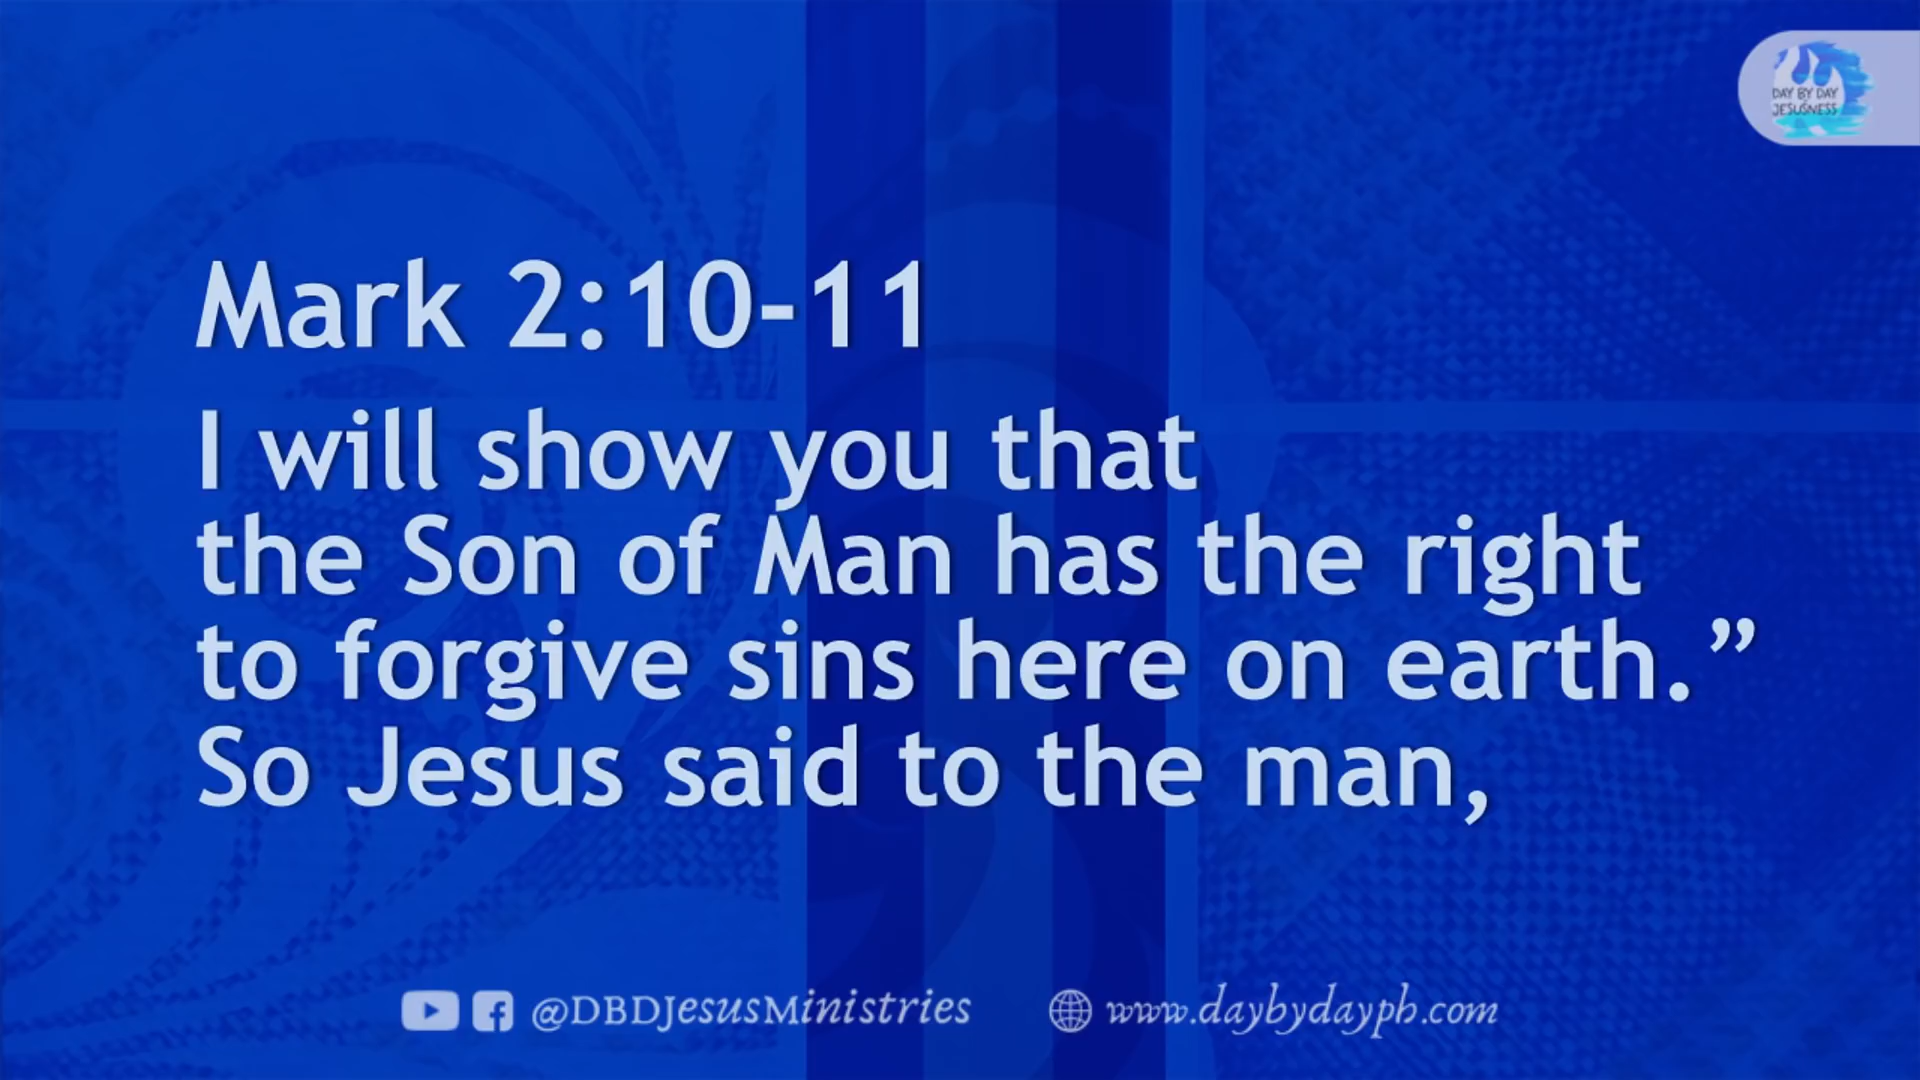 DAY BY DAY
JESUSNESS
Mark 2:10-11
I will show you that
the Son of Man has the right
to forgive sins here on earth.”
So Jesus said to the man,
@DBDJesusMinistries
www.daybydayph.com